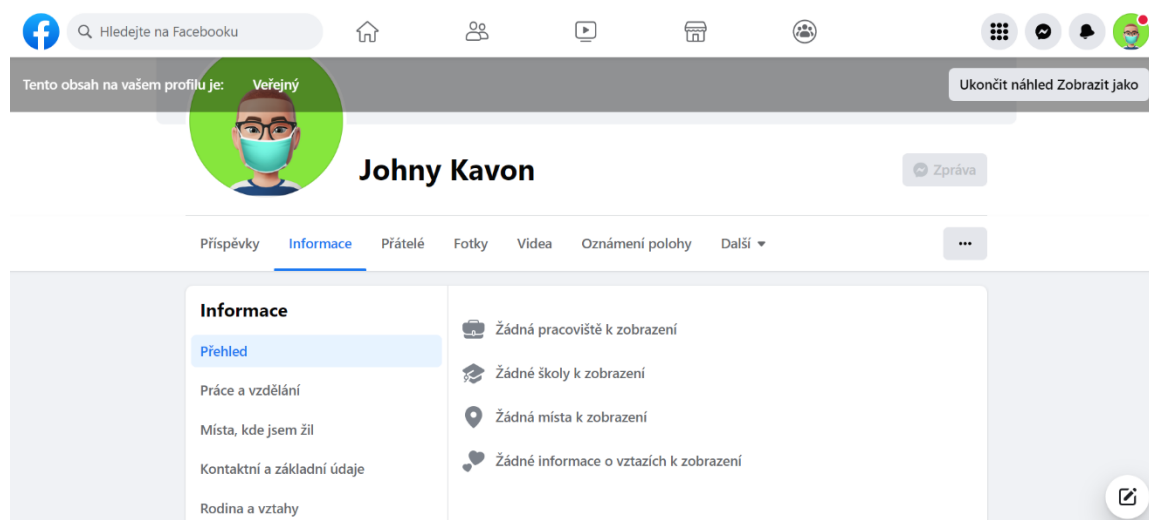 Hledejte na Facebooku
Tento obsah na vašem profilu je: Veřejný
Ukončit náhled Zobrazit jako
Johny Kavon
Zpráva
Příspěvky Informace Přátelé Fotky Videa Oznámení polohy Další
Informace
Přehled
Práce a vzdělání
Místa, kde jsem žil
Kontaktní a základní údaje
Rodina a vztahy
Žádná pracoviště k zobrazení
Žádné školy k zobrazení
Žádná místa k zobrazení
Žádné informace o vztazích k zobrazení